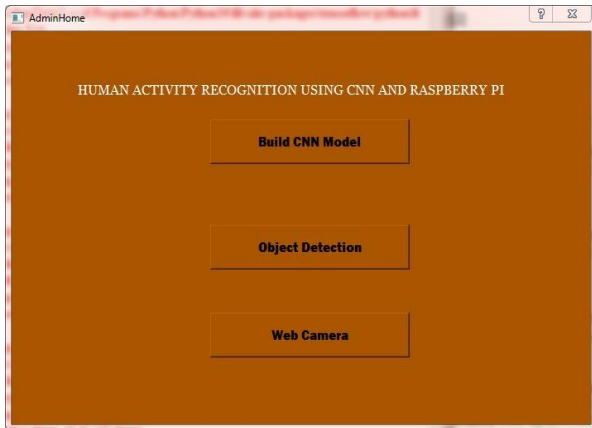 AdminHome
HUMAN ACTIVITY RECOGNITION USING CNN AND RASPBERRY PI
Build CNN Model
Object Detection
Web Camera